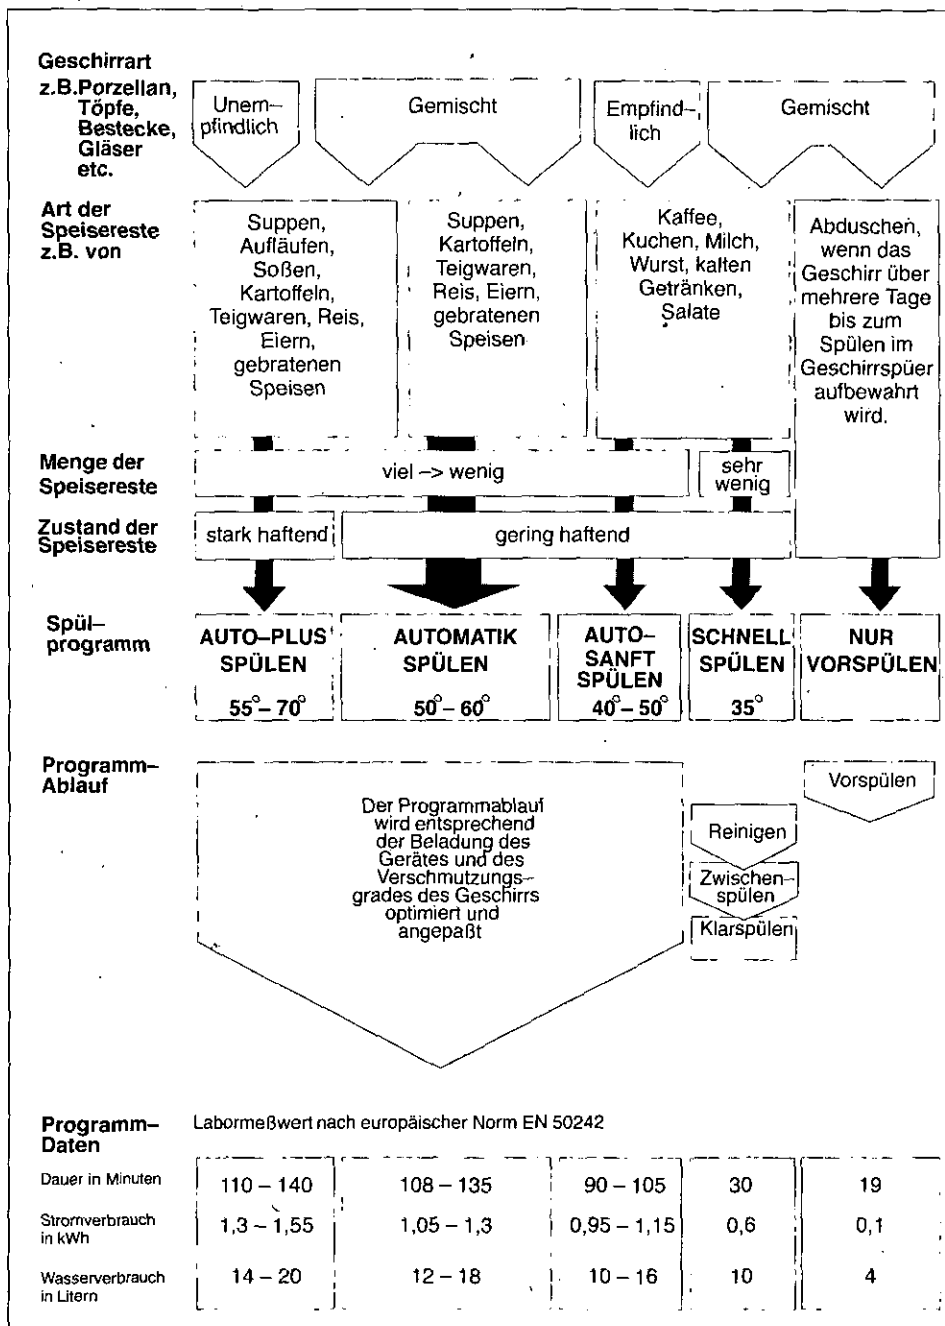 Geschirrart
z.B.Porzellan,
Töpfe,
Bestecke,
Gläser
etc.
Unem–
pfindlich
Gemischt
Empfind–
lich
Gemischt
Art der
Speisereste
z.B. von
Suppen,
Aufläufen,
Soßen,
Kartoffeln,
Teigwaren, Reis,
Eiern,
gebratenen
Speisen
Suppen,
Kartoffeln,
Teigwaren,
Reis, Eiern,
gebratenen
Speisen
Kaffee,
Kuchen, Milch,
Wurst, kalten
Getränken,
Salate
Abduschen,
wenn das
Geschirr über
mehrere Tage
bis zum
Spülen im
Geschirrspüer
aufbewahrt
wird.
Menge der
Speisereste
viel –> wenig
sehr
wenig
Zustand der
Speisereste
stark haftend
gering haftend
Spül–
programm
AUTO–PLUS
SPÜLEN
55°– 70°
AUTOMATIK
SPÜLEN
50°– 60°
AUTO–
SANFT
SPÜLEN
40°– 50°
SCHNELL
SPÜLEN
35°
NUR
VORSPÜLEN
Programm–
Ablauf
Der Programmablauf
wird entsprechend
der Beladung des
Gerätes und des
Verschmutzungs–
grades des Geschirrs
optimiert und
angepaßt
Reinigen
Zwischen–
spülen
Klarspülen
Vorspülen
Programm–
Daten
Labormeßwert nach europäischer Norm EN 50242
Dauer in Minuten
110 – 140
108 – 135
90 – 105
30
19
Stromverbrauch
in kWh
1,3 – 1,55
1,05 – 1,3
0,95 – 1,15
0,6
0,1
Wasserverbrauch
in Litern
14 – 20
12 – 18
10 – 16
10
4